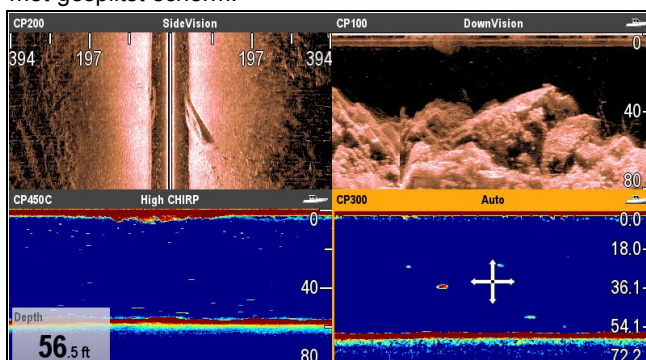 met gesplitst scherm.
CP200 SideVision
394 197 197 394
CP100 DownVision
0
40
80
CP450C High CHIRP
0
40
80
Depth
56.5 ft
CP300 Auto
0.0
18.0
36.1
54.1
72.2